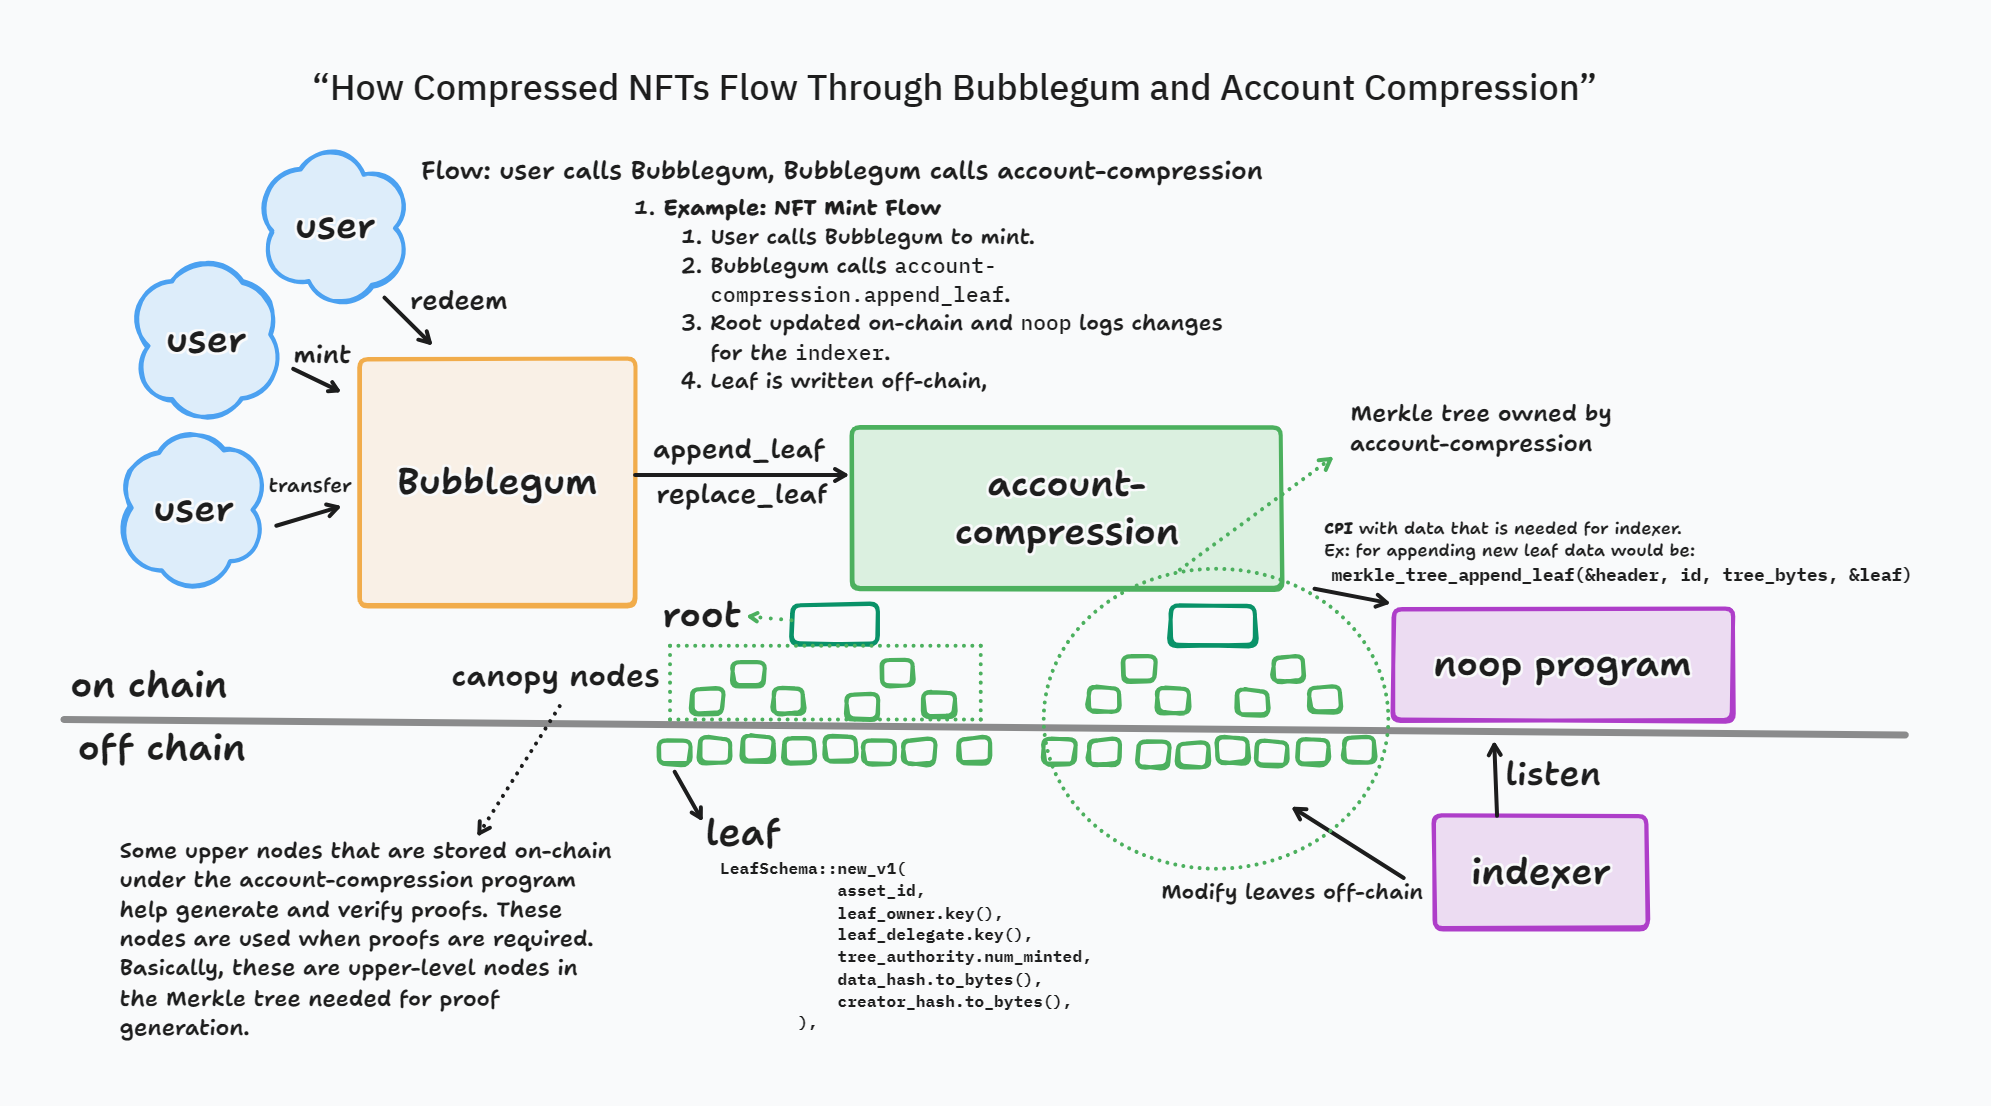 “How Compressed NFTs Flow Through Bubblegum and Account Compression”
Flow: user calls Bubblegum, Bubblegum calls account-compression
1. Example: NFT Mint Flow
1. User calls Bubblegum to mint.
2. Bubblegum calls account-
compression.append_leaf.
3. Root updated on-chain and noop logs changes
for the indexer.
4. Leaf is written off-chain,
user
redeem
user
mint
user
transfer
Bubblegum
append_leaf
replace_leaf
account-
compression
Merkle tree owned by
account-compression
CPI with data that is needed for indexer.
Ex: for appending new leaf data would be:
merkle_tree_append_leaf(&header, id, tree_bytes, &leaf)
root
canopy nodes
noop program
on chain
off chain
listen
indexer
Modify leaves off-chain
leaf
LeafSchema::new_v1(
asset_id,
leaf_owner.key(),
leaf_delegate.key(),
tree_authority.num_minted,
data_hash.to_bytes(),
creator_hash.to_bytes(),
),
Some upper nodes that are stored on-chain
under the account-compression program
help generate and verify proofs. These
nodes are used when proofs are required.
Basically, these are upper-level nodes in
the Merkle tree needed for proof
generation.